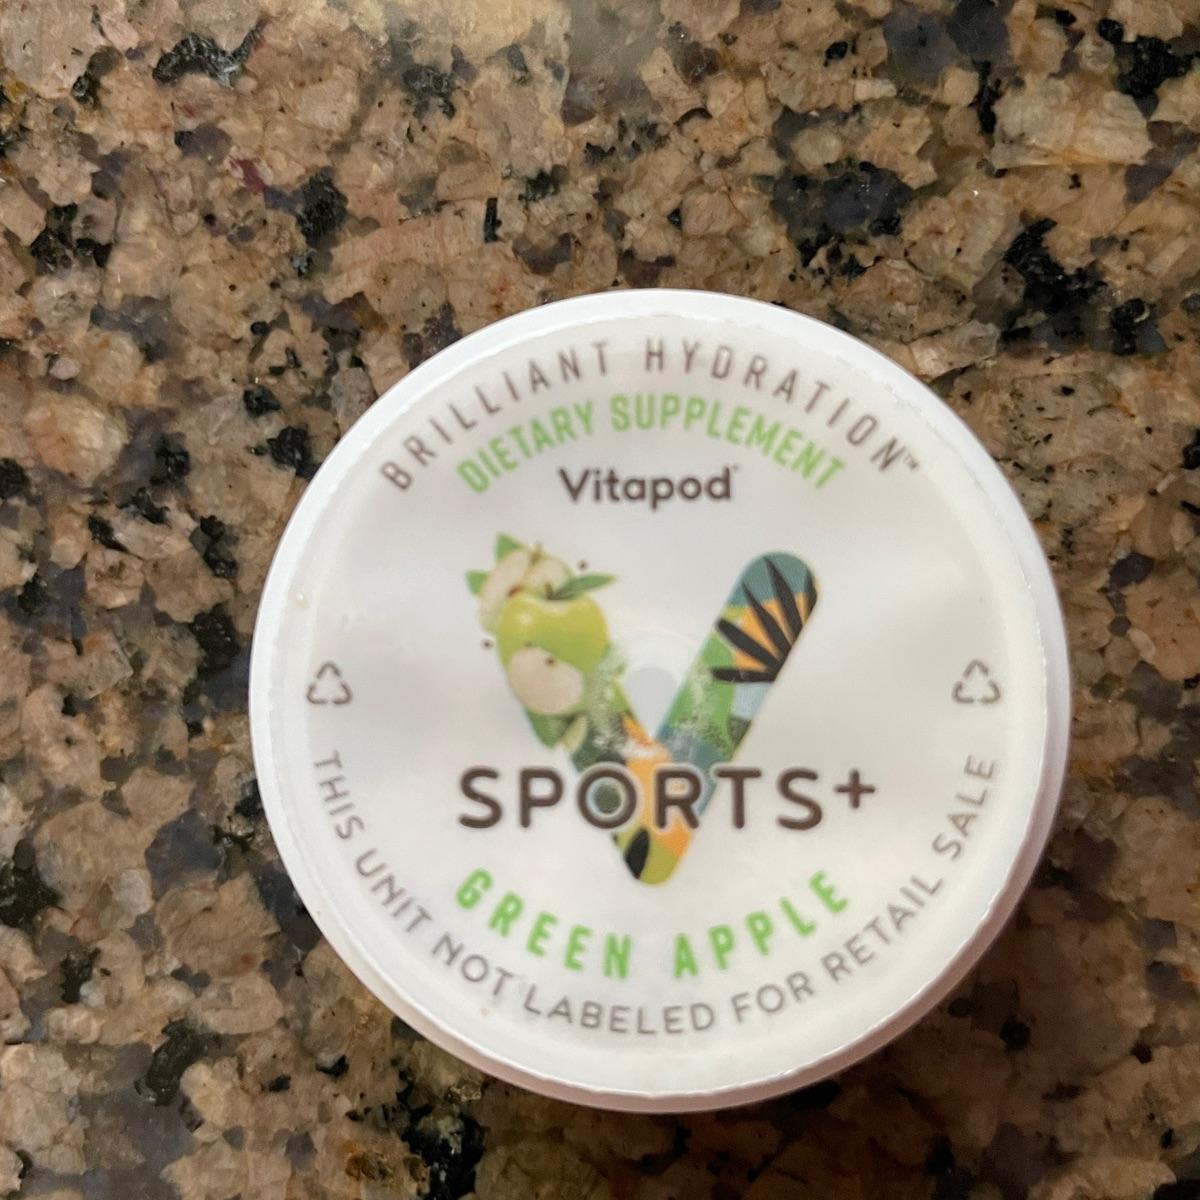 BRILLIANT HYDRATION™
DIETARY SUPPLEMENT
Vitapod
SPORTS+
GREEN APPLE
THIS UNIT NOT LABELED FOR RETAIL SALE